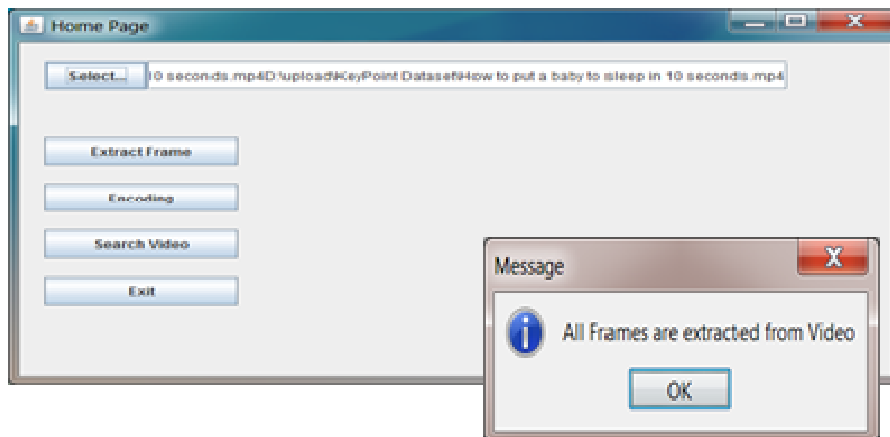 Home Page
Select... 10 seconds.mp4D:\upload\KeyPoint Dataset\How to put a baby to sleep in 10 seconds.mp4
Extract Frame
Encoding
Search Video
Exit
Message
All Frames are extracted from Video
OK